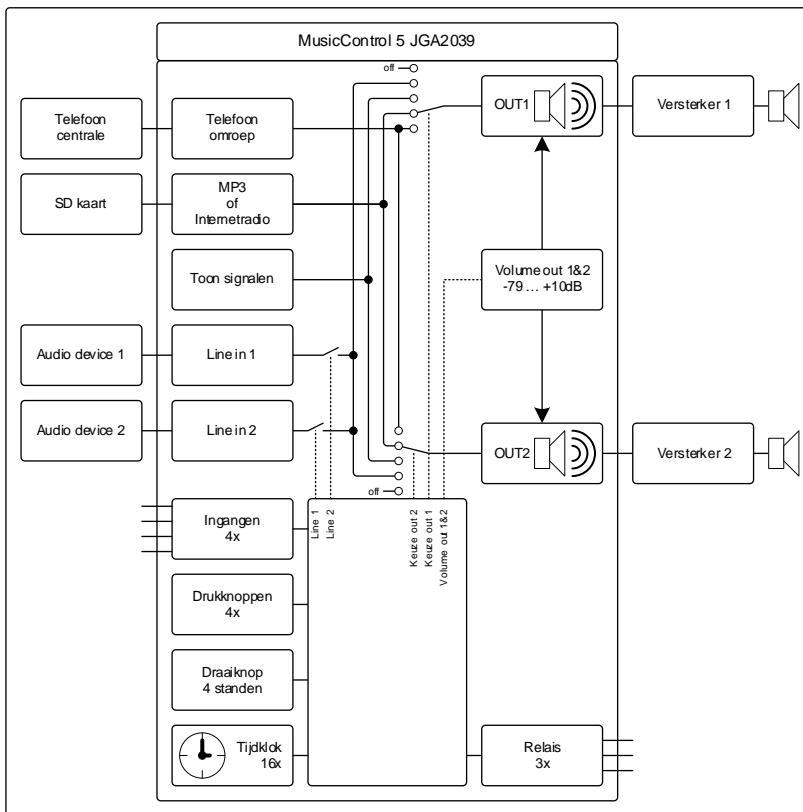 MusicControl 5 JGA2039
off
OUT1
Versterker 1
Telefoon
centrale
Telefoon
omroep
SD kaart
MP3
of
Internetradio
Toon signalen
Volume out 1&2
-79 ... +10dB
Audio device 1
Line in 1
Audio device 2
Line in 2
OUT2
Versterker 2
off
Ingangen
4x
Line 1
Line 2
Keuze out 2
Keuze out 1
Volume out 1&2
Drukknoppen
4x
Draaiknop
4 standen
Tijdklok
16x
Relais
3x